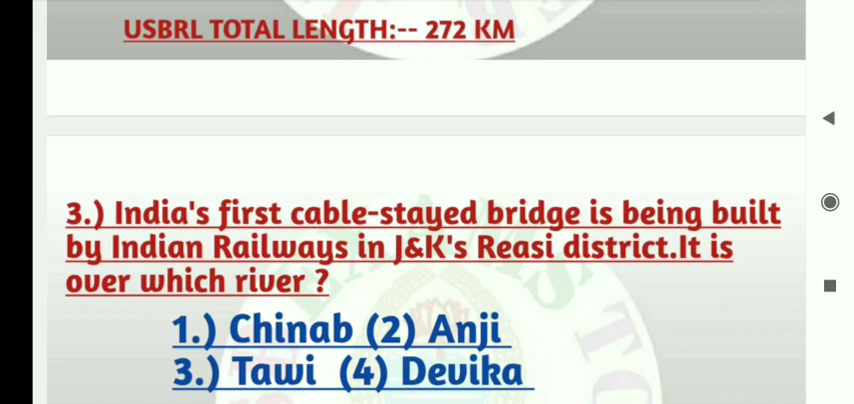 USBRL TOTAL LENGTH:-- 272 KM
3.) India's first cable-stayed bridge is being built
by Indian Railways in J&K's Reasi district.It is
over which river ?
1.) Chinab (2) Anji
3.) Tawi (4) Devika